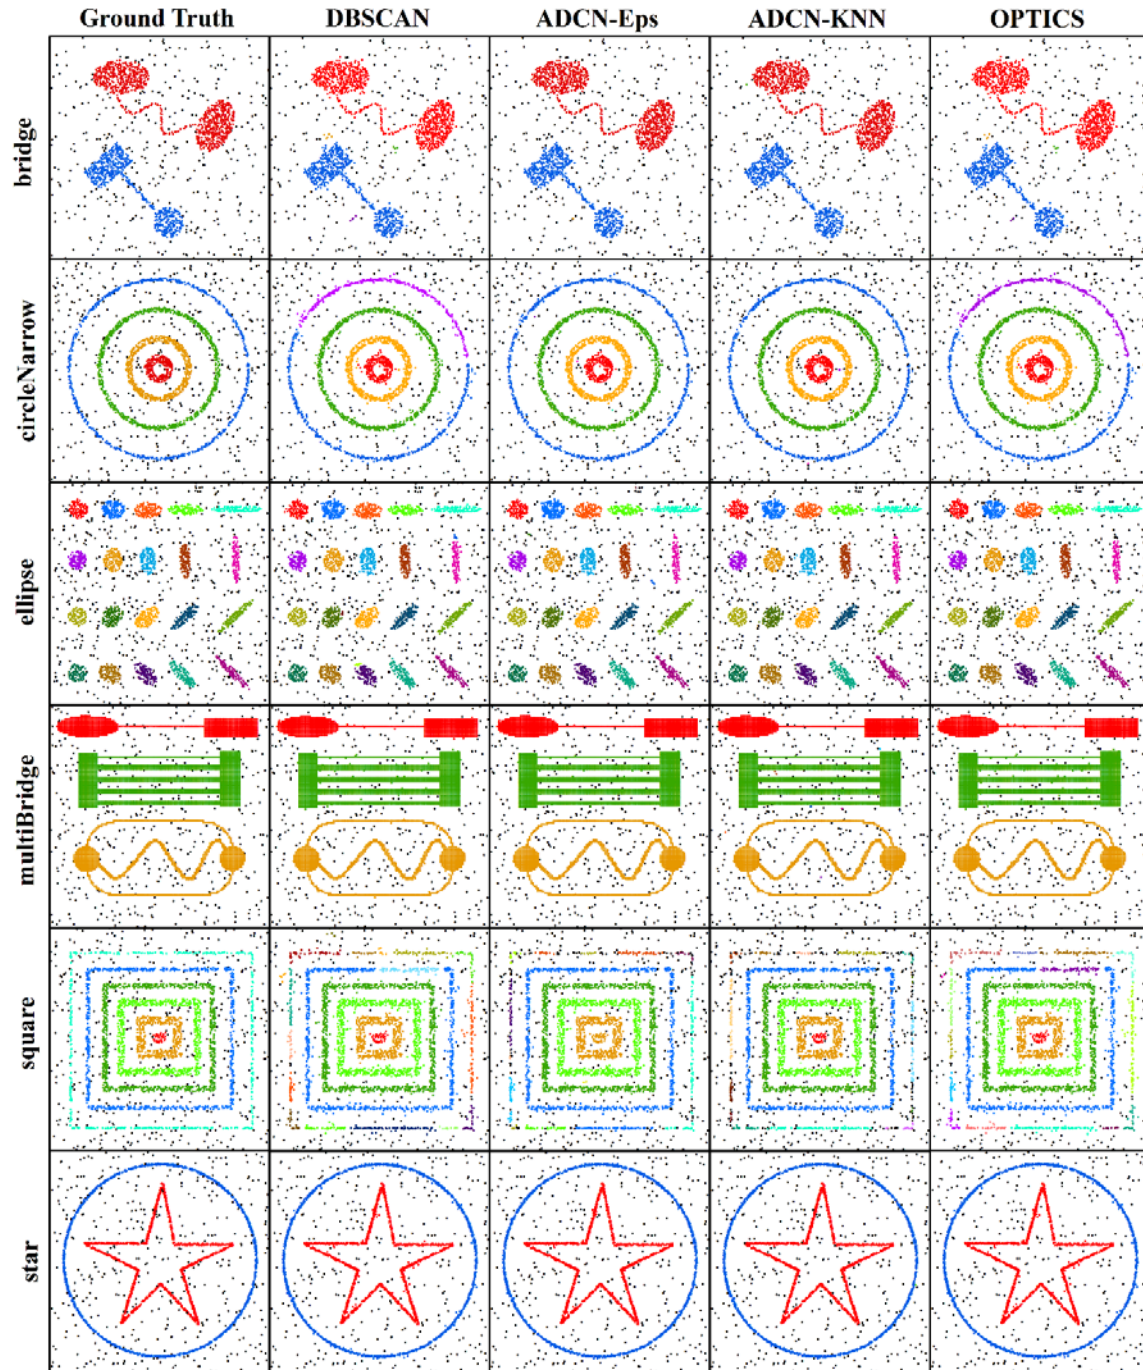 Ground Truth DBSCAN ADCN-Eps ADCN-KNN OPTICS
bridge
circleNarrow
ellipse
multiBridge
square
star